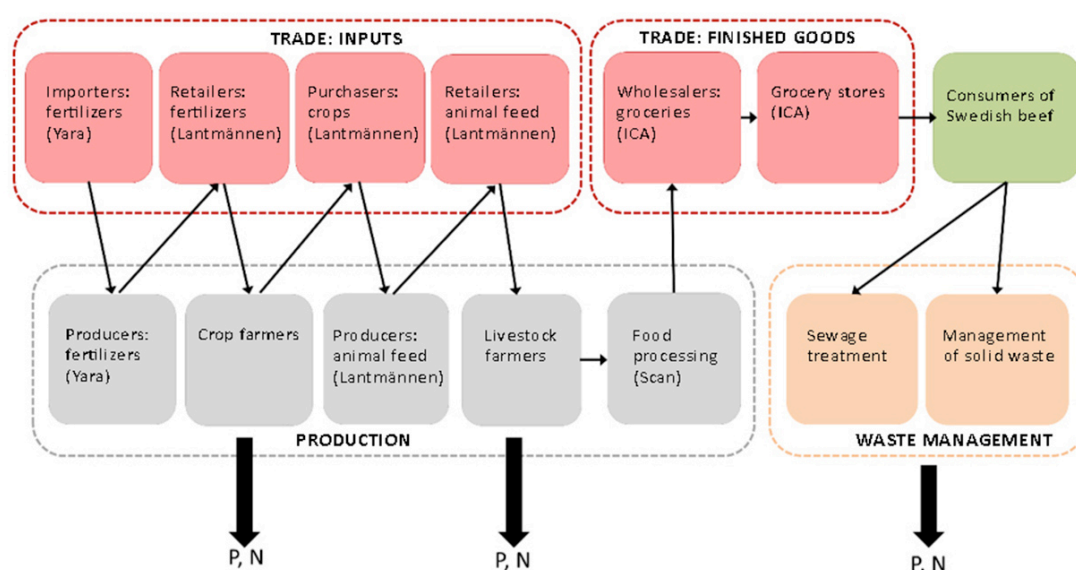 TRADE: INPUTS
Importers:
fertilizers
(Yara)
Retailers:
fertilizers
(Lantmännen)
Purchasers:
crops
(Lantmännen)
Retailers:
animal feed
(Lantmännen)
TRADE: FINISHED GOODS
Wholesalers:
groceries
(ICA)
Grocery stores
(ICA)
Consumers of
Swedish beef
Producers:
fertilizers
(Yara)
Crop farmers
Producers:
animal feed
(Lantmännen)
Livestock
farmers
Food
processing
(Scan)
PRODUCTION
Sewage
treatment
Management
of solid waste
WASTE MANAGEMENT
P, N
P, N
P, N